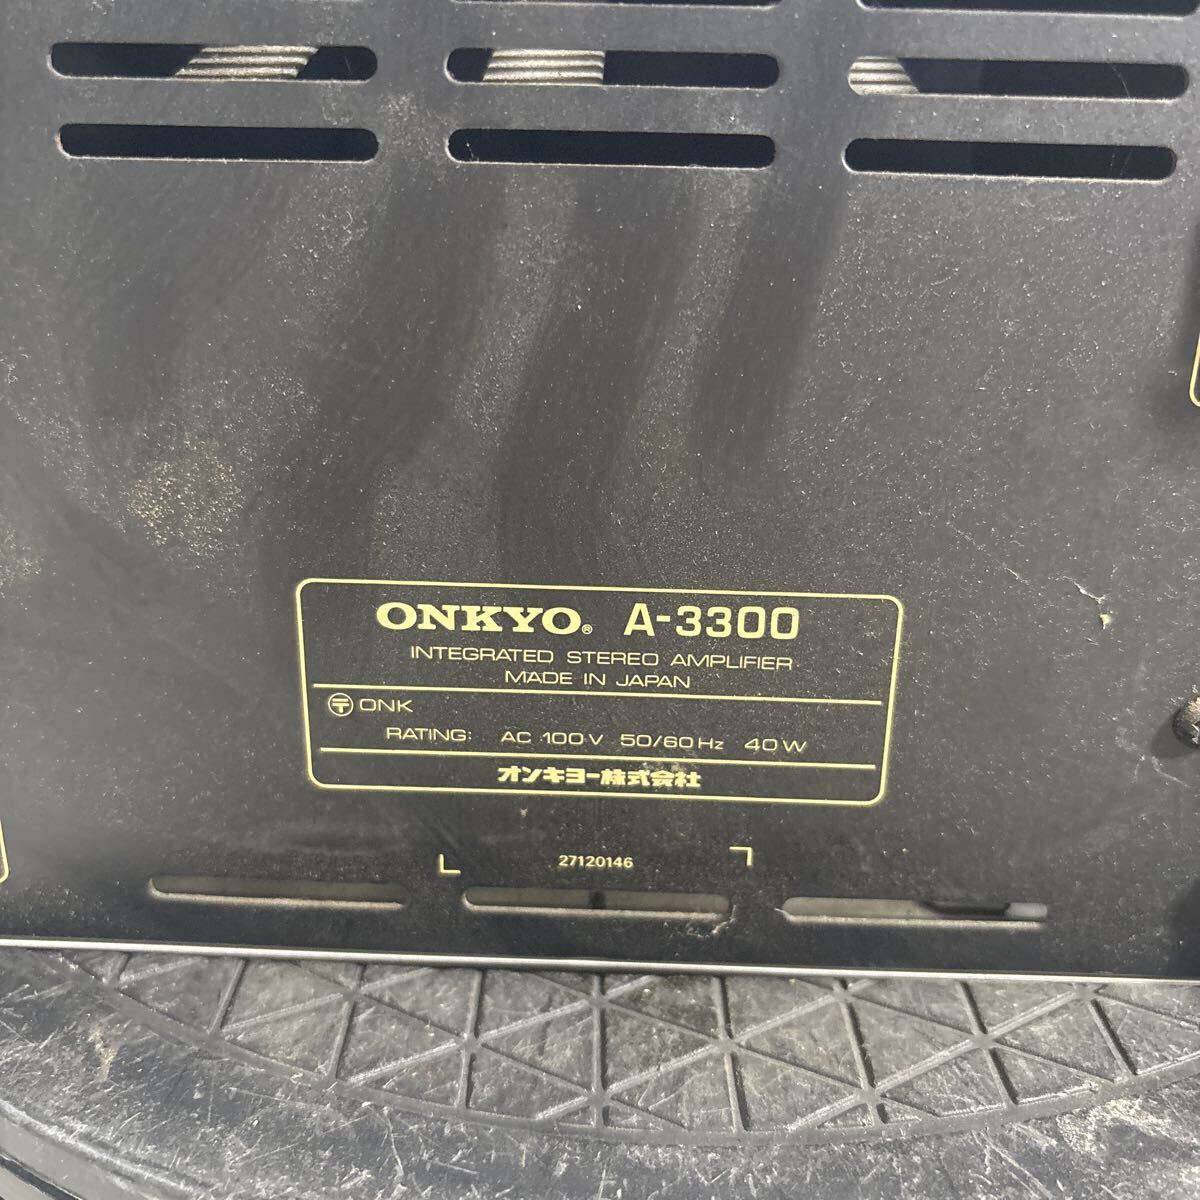 ONKYO® A-3300
INTEGRATED STEREO AMPLIFIER
MADE IN JAPAN
〶 ONK
RATING: AC 100V 50/60Hz 40W
オンキヨー株式会社
27120146